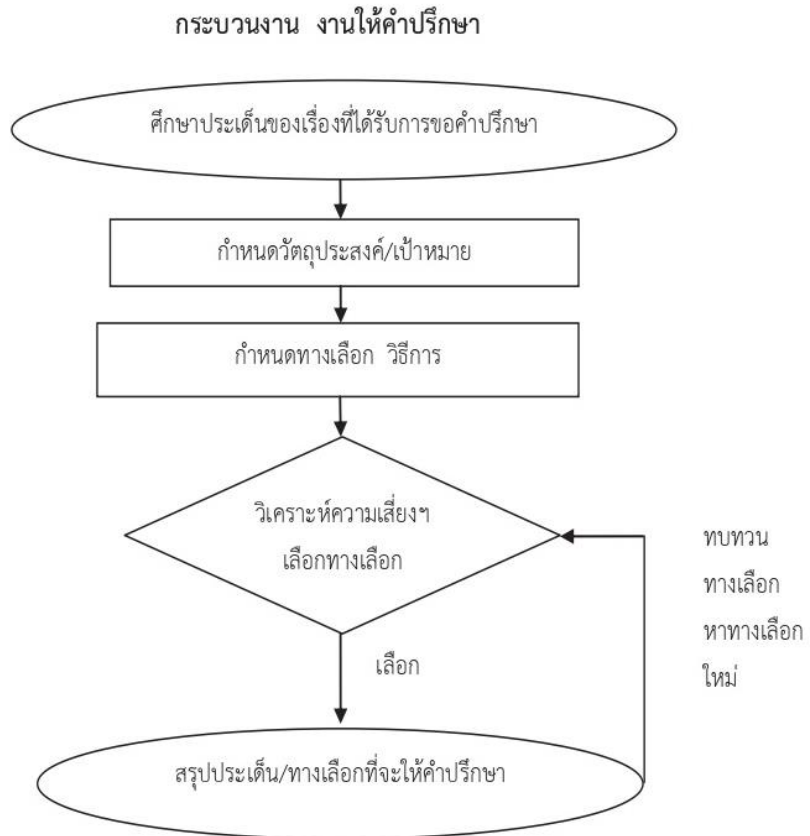 กระบวนงาน งานให้คำปรึกษา
ศึกษาประเด็นของเรื่องที่ได้รับการขอคำปรึกษา
กำหนดวัตถุประสงค์/เป้าหมาย
กำหนดทางเลือก วิธีการ
วิเคราะห์ความเสี่ยงฯ
เลือกทางเลือก
ทบทวน
ทางเลือก
หาทางเลือก
ใหม่
เลือก
สรุปประเด็น/ทางเลือกที่จะให้คำปรึกษา